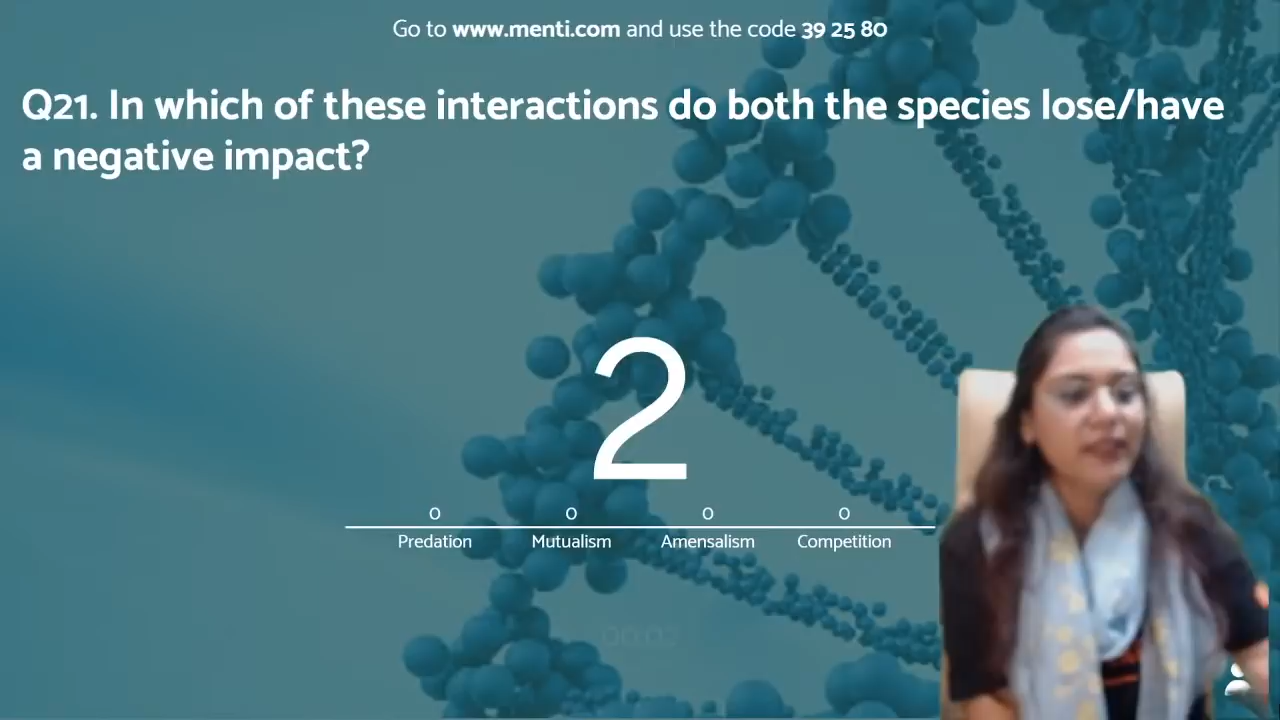 Go to www.menti.com and use the code 39 25 80
Q21. In which of these interactions do both the species lose/have
a negative impact?
2
0 0 0 0
Predation Mutualism Amensalism Competition